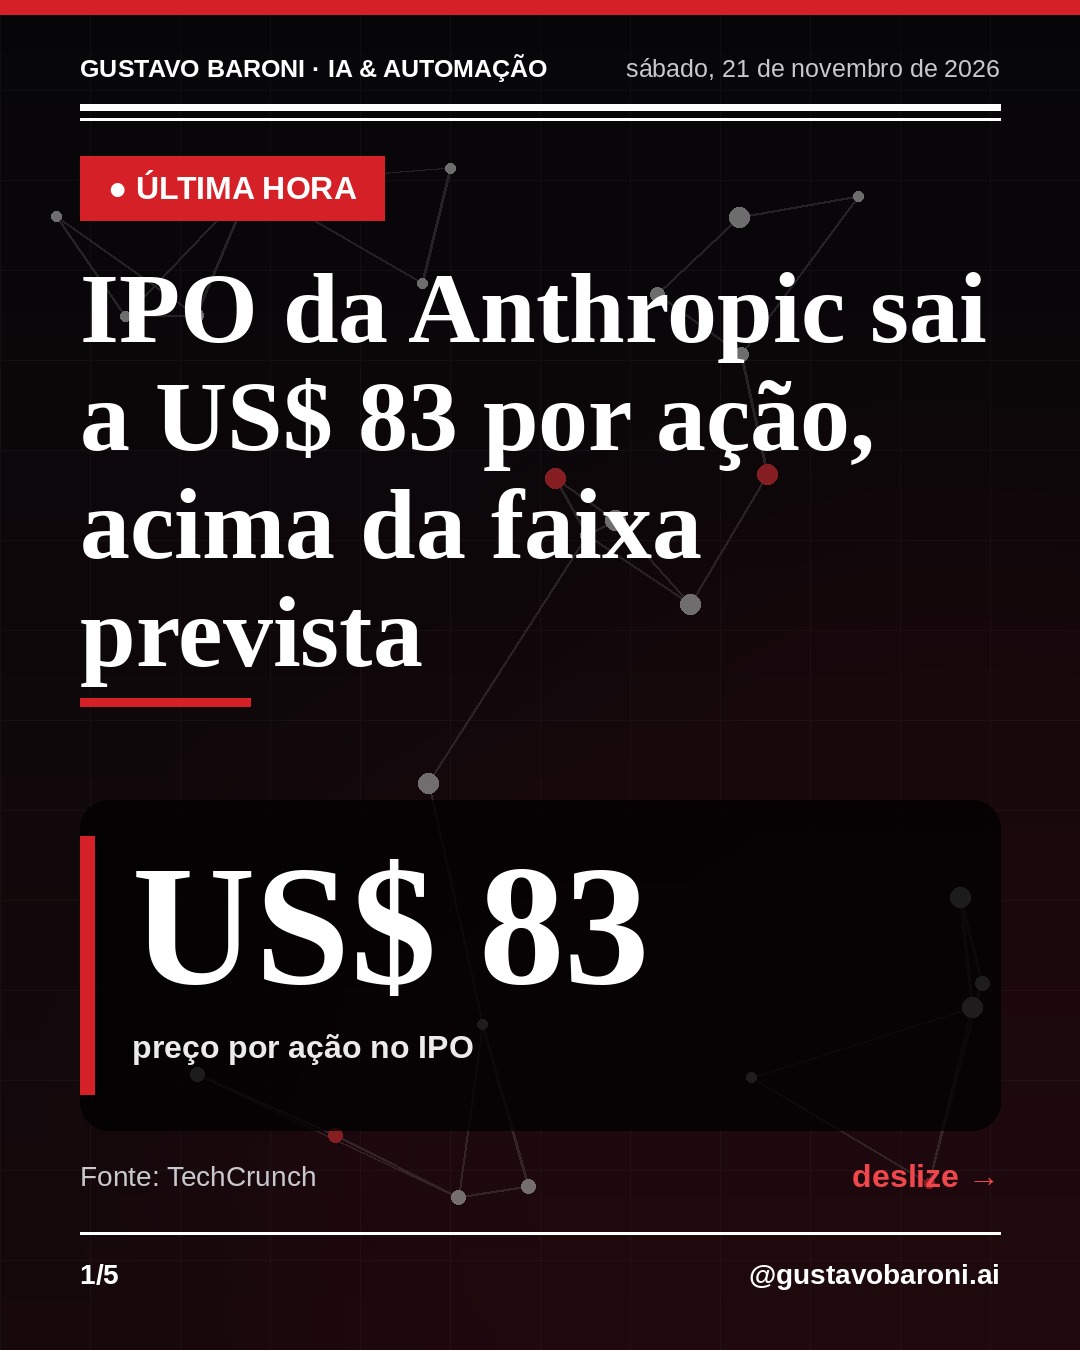 GUSTAVO BARONI · IA & AUTOMAÇÃO
sábado, 21 de novembro de 2026
● ÚLTIMA HORA
IPO da Anthropic sai
a US$ 83 por ação,
acima da faixa
prevista
US$ 83
preço por ação no IPO
Fonte: TechCrunch
deslize →
1/5
@gustavobaroni.ai